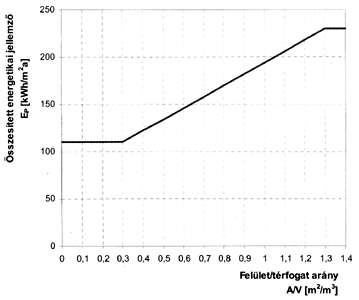 Összesített energetikai jellemző
E_P [kWh/m²a]
250
200
150
100
50
0
0 0,1 0,2 0,3 0,4 0,5 0,6 0,7 0,8 0,9 1 1,1 1,2 1,3 1,4
Felület/térfogat arány
A/V [m²/m³]